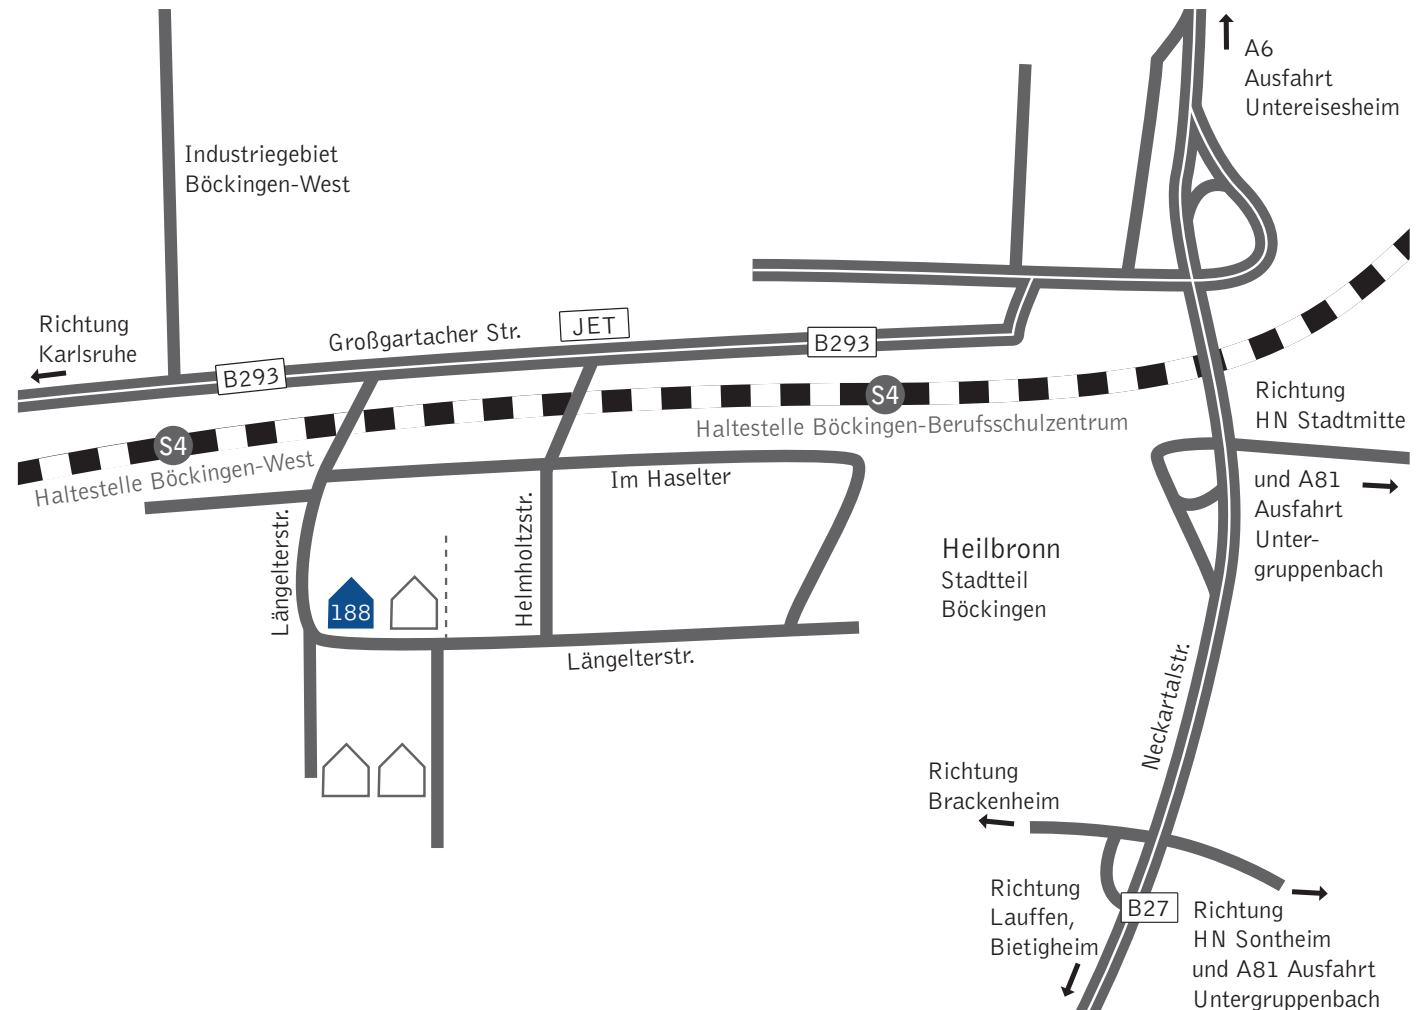 A6
Ausfahrt
Untereisesheim
Industriegebiet
Böckingen-West
Richtung
Karlsruhe
B293
Großgartacher Str.
JET
B293
S4
Haltestelle Böckingen-West
S4
Haltestelle Böckingen-Berufsschulzentrum
Richtung
HN Stadtmitte
und A81
Ausfahrt
Unter-
gruppenbach
Im Haselter
Längelterstr.
Helmholtzstr.
188
Längelterstr.
Heilbronn
Stadtteil
Böckingen
Neckartalstr.
Richtung
Brackenheim
Richtung
Lauffen,
Bietigheim
B27
Richtung
HN Sontheim
und A81 Ausfahrt
Untergruppenbach